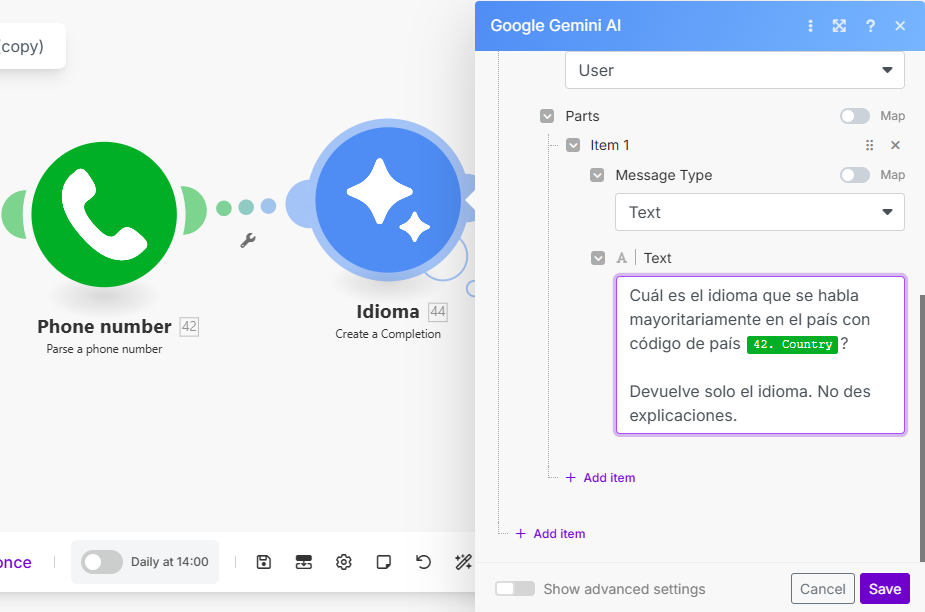 copy)
Phone number 42
Parse a phone number
Idioma 44
Create a Completion
once
Daily at 14:00
Google Gemini AI
?
User
Parts
Map
Item 1
Message Type
Map
Text
A Text
Cuál es el idioma que se habla
mayoritariamente en el país con
código de país 42. Country ?
Devuelve solo el idioma. No des
explicaciones.
+ Add item
+ Add item
Show advanced settings
Cancel
Save